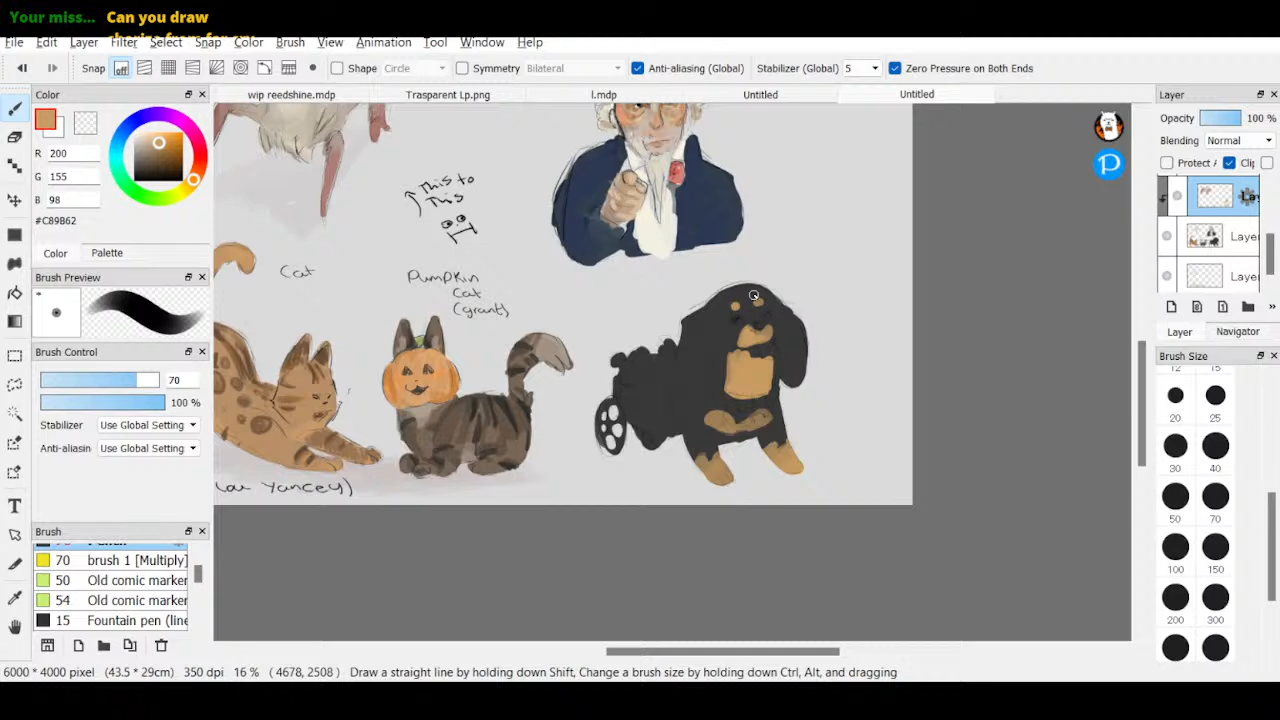 Your miss... Can you draw
File Edit Layer Filter Select Snap Color Brush View Animation Tool Window Help
Snap off Shape Circle Symmetry Bilateral Anti-aliasing (Global) Stabilizer (Global) 5 Zero Pressure on Both Ends
Color
wip reedshine.mdp Trasparent Lp.png l.mdp Untitled Untitled
R 200
G 155
B 98
#C89B62
Color Palette
Brush Preview
Brush Control
70
100 %
Stabilizer Use Global Setting
Anti-aliasin Use Global Setting
Brush
70 brush 1 [Multiply]
50 Old comic marker
54 Old comic marker
15 Fountain pen (line
This to
This
Cat
Pumpkin
Cat
(grant)
Yancey)
P
Layer
Opacity 100 %
Blending Normal
Protect A Clip
Layer
Layer
Layer Navigator
Brush Size
12 15
20 25
30 40
50 70
100 150
200 300
6000 * 4000 pixel (43.5 * 29cm) 350 dpi 16 % ( 4678, 2508 ) Draw a straight line by holding down Shift, Change a brush size by holding down Ctrl, Alt, and dragging